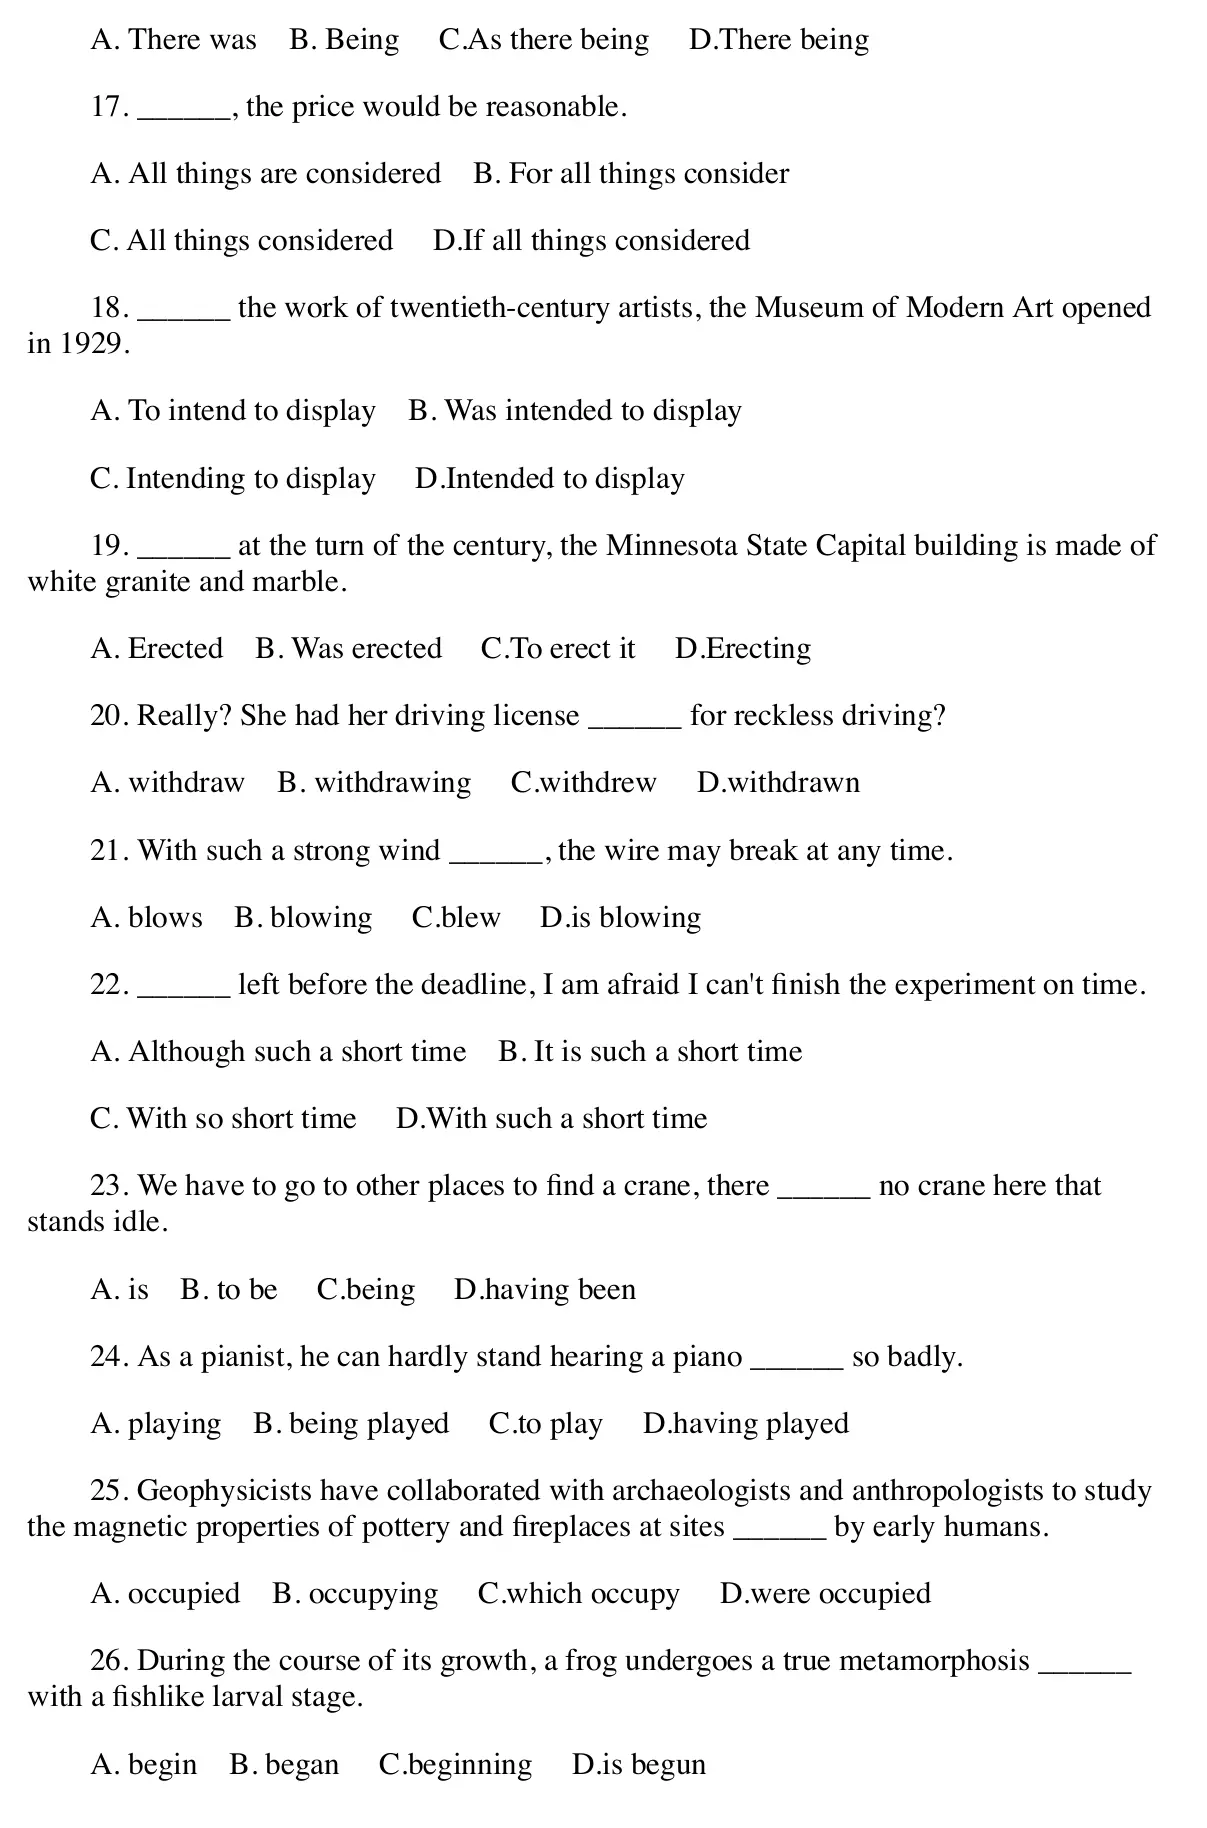 A. There was B. Being C.As there being D.There being
17. ______, the price would be reasonable.
A. All things are considered B. For all things consider
C. All things considered D.If all things considered
18. ______ the work of twentieth-century artists, the Museum of Modern Art opened
in 1929.
A. To intend to display B. Was intended to display
C. Intending to display D.Intended to display
19. ______ at the turn of the century, the Minnesota State Capital building is made of
white granite and marble.
A. Erected B. Was erected C.To erect it D.Erecting
20. Really? She had her driving license ______ for reckless driving?
A. withdraw B. withdrawing C.withdrew D.withdrawn
21. With such a strong wind ______, the wire may break at any time.
A. blows B. blowing C.blew D.is blowing
22. ______ left before the deadline, I am afraid I can't finish the experiment on time.
A. Although such a short time B. It is such a short time
C. With so short time D.With such a short time
23. We have to go to other places to find a crane, there ______ no crane here that
stands idle.
A. is B. to be C.being D.having been
24. As a pianist, he can hardly stand hearing a piano ______ so badly.
A. playing B. being played C.to play D.having played
25. Geophysicists have collaborated with archaeologists and anthropologists to study
the magnetic properties of pottery and fireplaces at sites ______ by early humans.
A. occupied B. occupying C.which occupy D.were occupied
26. During the course of its growth, a frog undergoes a true metamorphosis ______
with a fishlike larval stage.
A. begin B. began C.beginning D.is begun